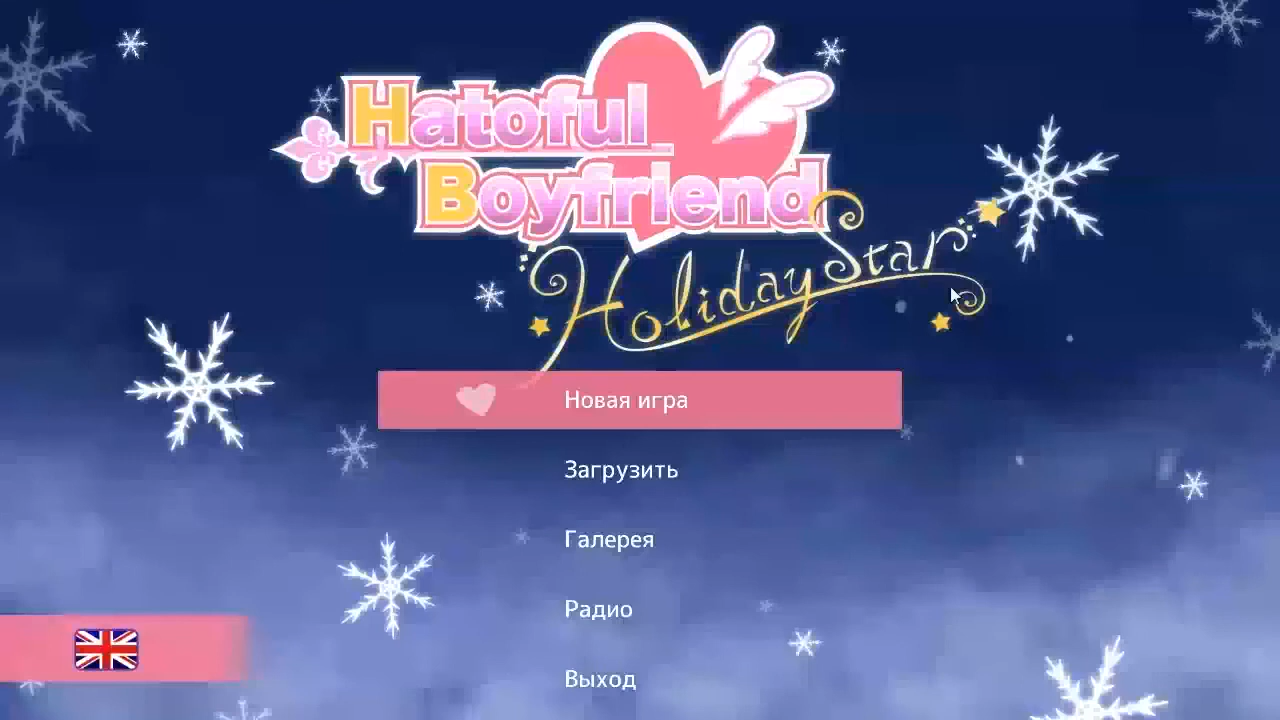 Hatoful
Boyfriend
Holiday Star
Новая игра
Загрузить
Галерея
Радио
Выход